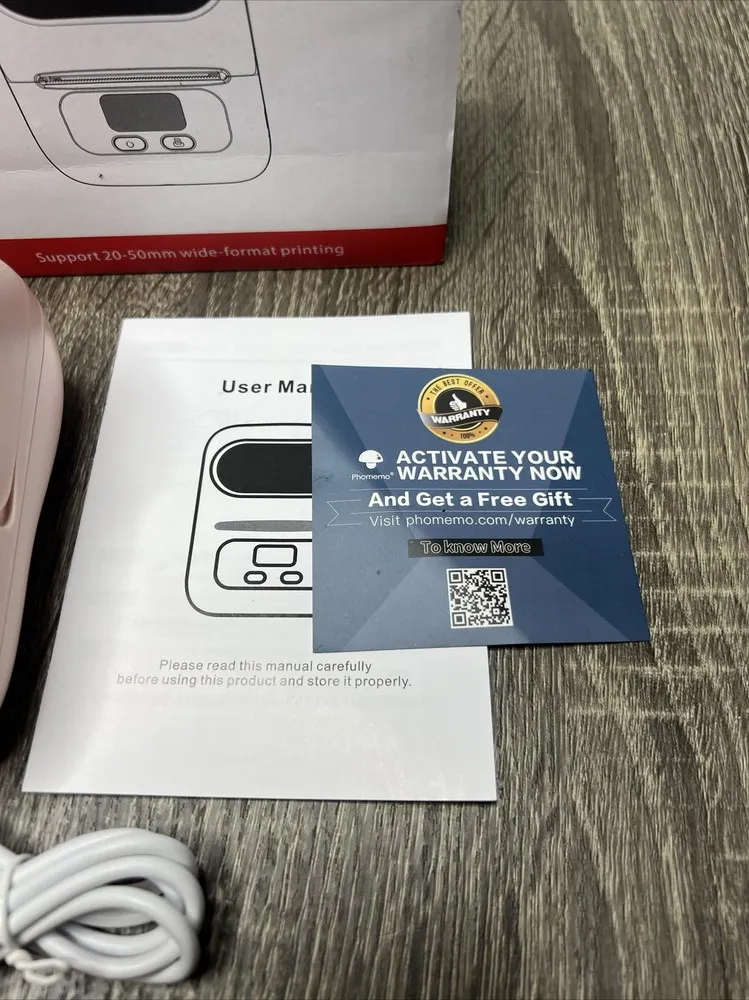 Support 20-50mm wide-format printing
User Ma
THE BEST OFFER
WARRANTY
100%
Phomemo®
ACTIVATE YOUR
WARRANTY NOW
And Get a Free Gift
Visit phomemo.com/warranty
To know More
Please read this manual carefully
before using this product and store it properly.